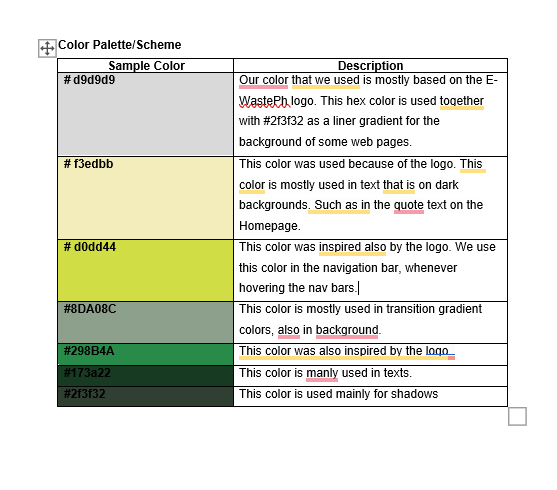 Color Palette/Scheme
Sample Color Description
# d9d9d9 Our color that we used is mostly based on the E-
WastePh logo. This hex color is used together
with #2f3f32 as a liner gradient for the
background of some web pages.
# f3edbb This color was used because of the logo. This
color is mostly used in text that is on dark
backgrounds. Such as in the quote text on the
Homepage.
# d0dd44 This color was inspired also by the logo. We use
this color in the navigation bar, whenever
hovering the nav bars.
#8DA08C This color is mostly used in transition gradient
colors, also in background.
#298B4A This color was also inspired by the logo.
#173a22 This color is manly used in texts.
#2f3f32 This color is used mainly for shadows